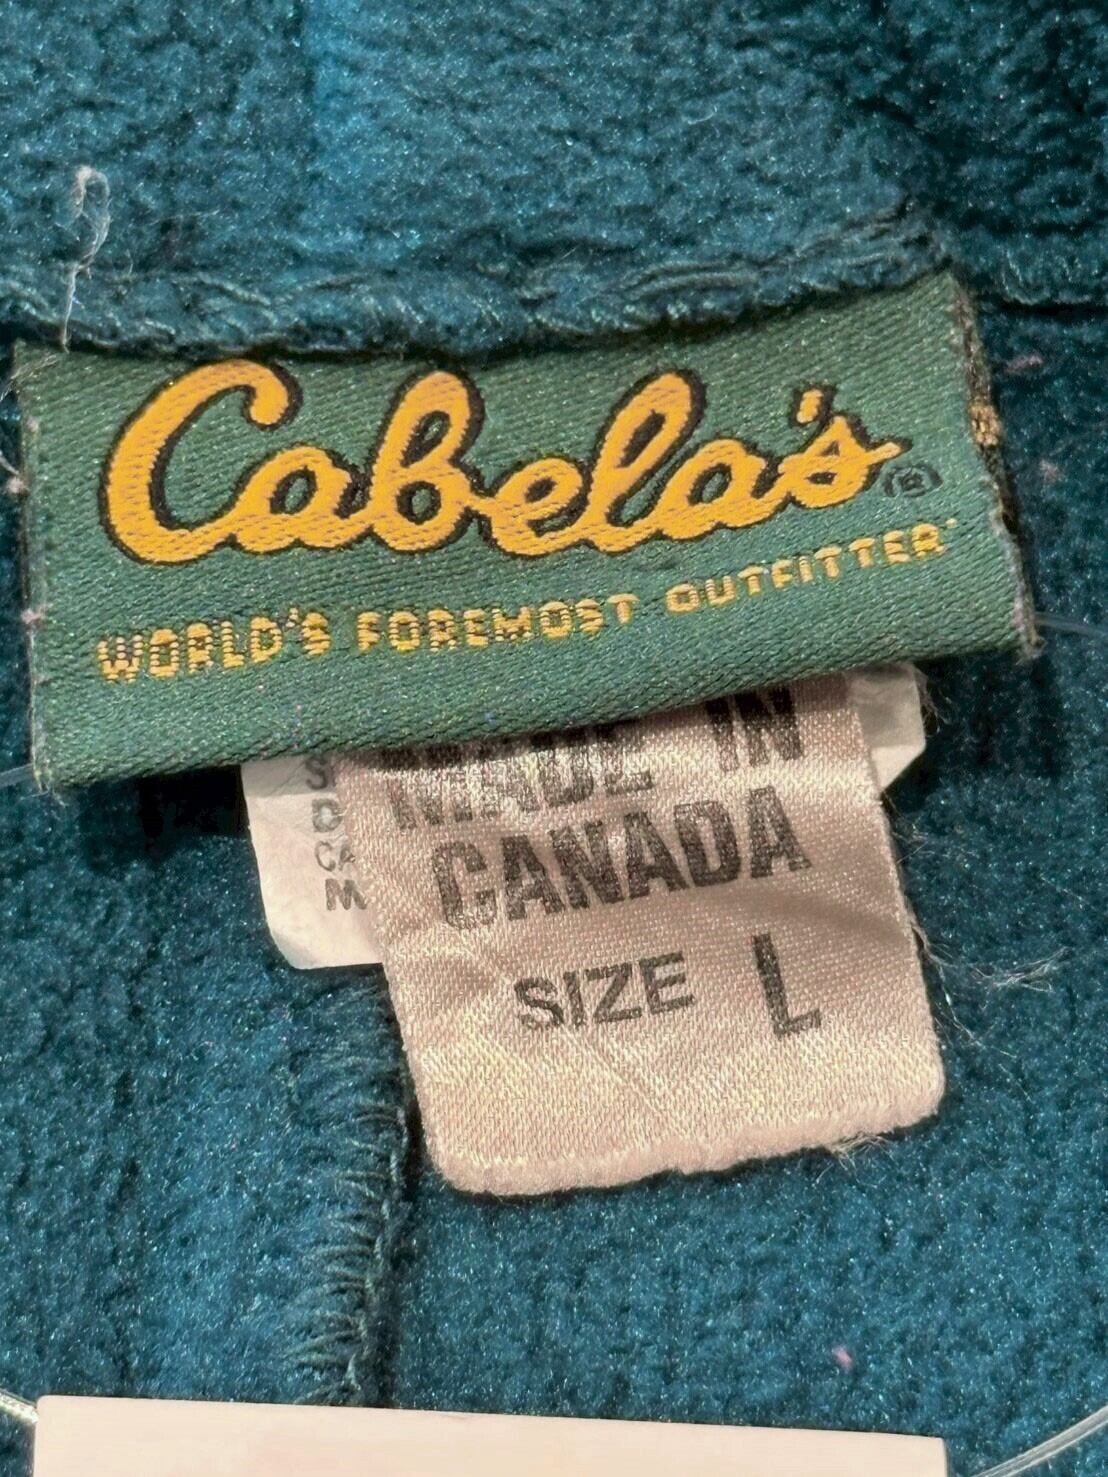 Cabela's®
WORLD'S FOREMOST OUTFITTER
MADE IN
CANADA
SIZE L